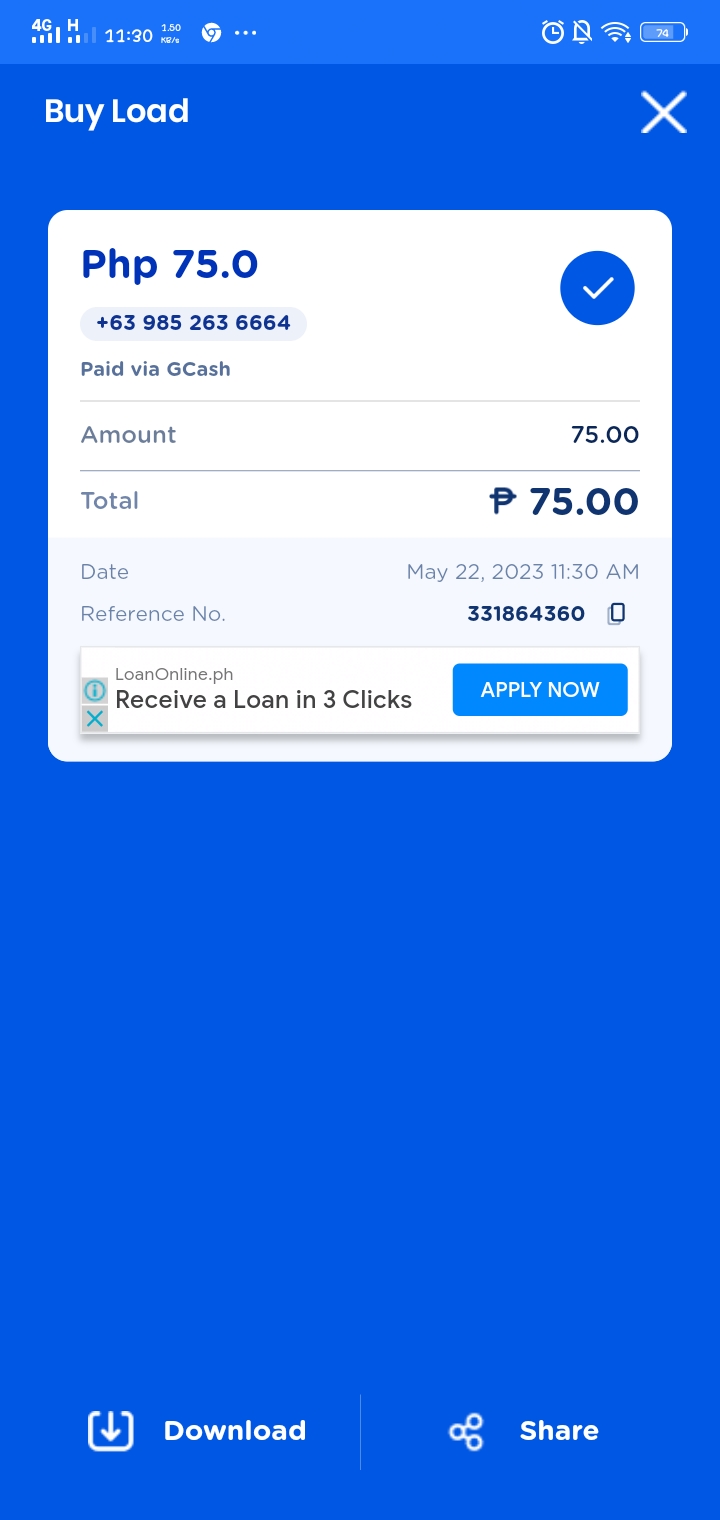 4G H 11:30 1.50 KB/s 74
Buy Load
Php 75.0
+63 985 263 6664
Paid via GCash
Amount 75.00
Total ₱ 75.00
Date May 22, 2023 11:30 AM
Reference No. 331864360
LoanOnline.ph
Receive a Loan in 3 Clicks APPLY NOW
Download Share